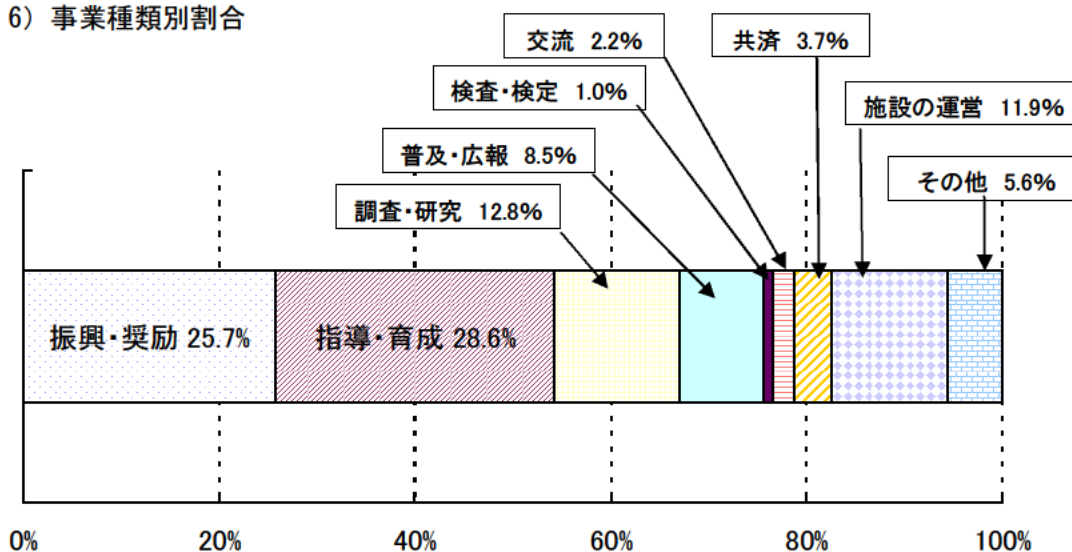 6) 事業種類別割合
交流 2.2%
共済 3.7%
検査・検定 1.0%
施設の運営 11.9%
普及・広報 8.5%
その他 5.6%
調査・研究 12.8%
振興・奨励 25.7%
指導・育成 28.6%
0% 20% 40% 60% 80% 100%